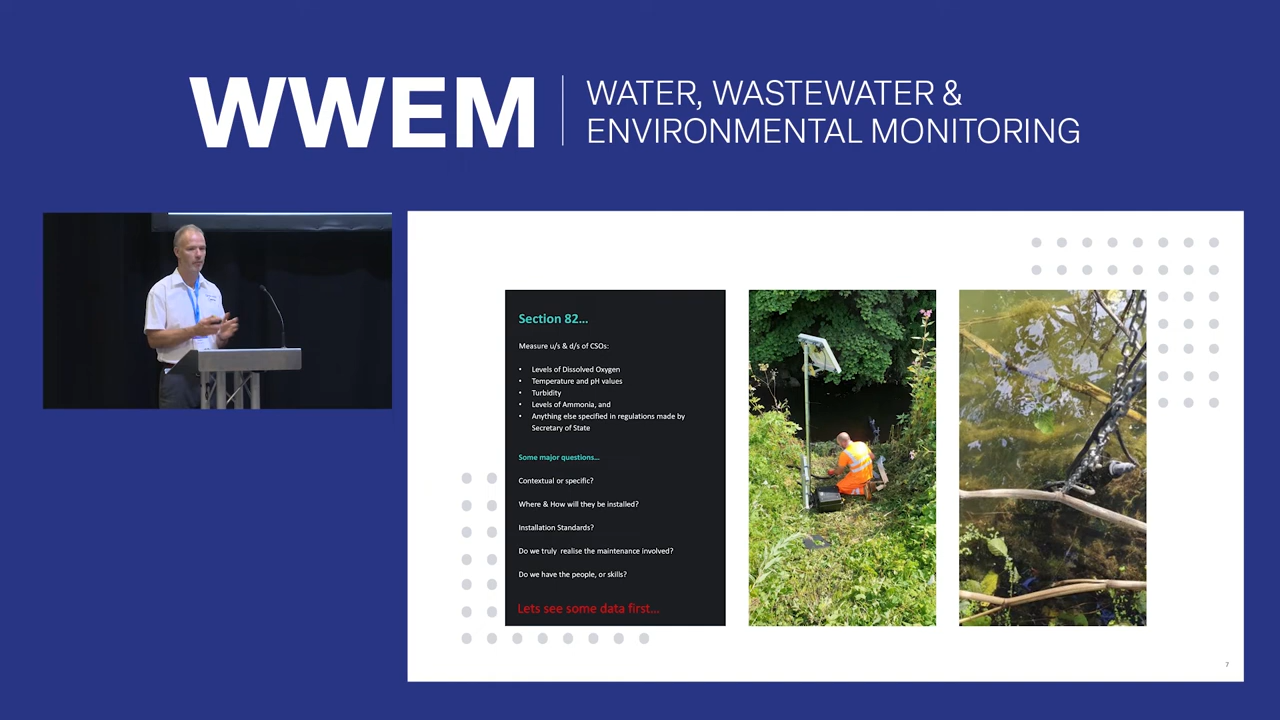 WWEM
WATER, WASTEWATER &
ENVIRONMENTAL MONITORING
Section 82...
Measure u/s & d/s of CSOs:
• Levels of Dissolved Oxygen
• Temperature and pH values
• Turbidity
• Levels of Ammonia, and
• Anything else specified in regulations made by
Secretary of State
Some major questions...
Contextual or specific?
Where & How will they be installed?
Installation Standards?
Do we truly realise the maintenance involved?
Do we have the people, or skills?
Lets see some data first...
7